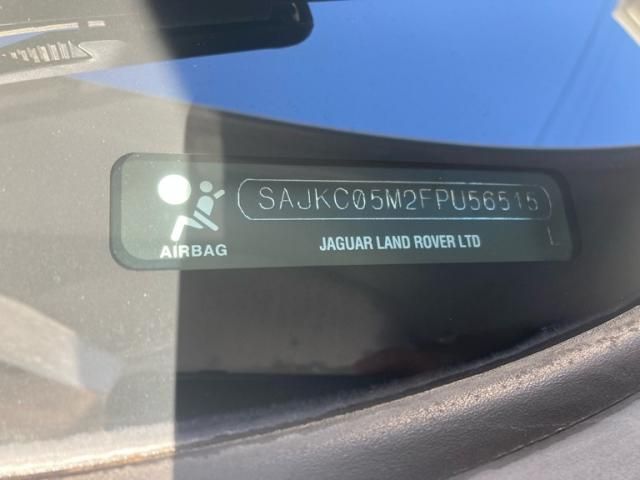 SAJKC05M2FPU56515
AIRBAG
JAGUAR LAND ROVER LTD
L